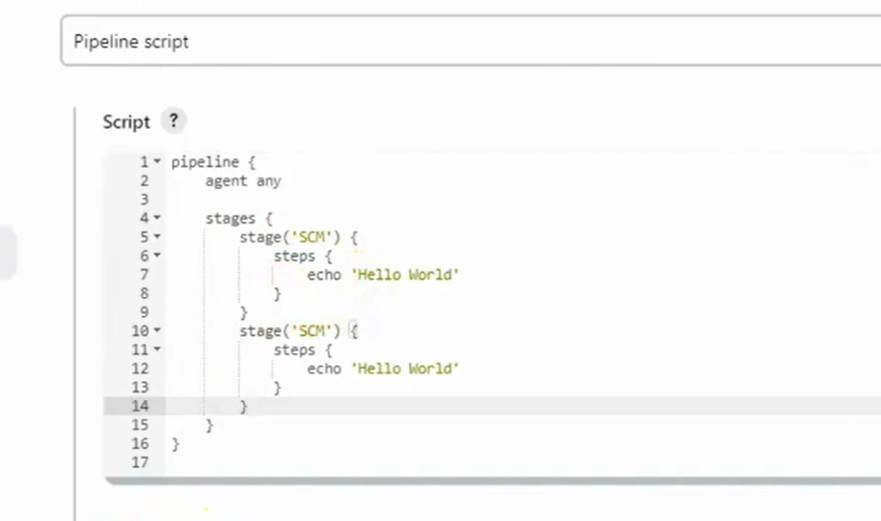 Pipeline script
Script ?
1 pipeline {
2     agent any
3
4     stages {
5         stage('SCM') {
6             steps {
7                 echo 'Hello World'
8             }
9         }
10         stage('SCM') {
11             steps {
12                 echo 'Hello World'
13             }
14         }
15     }
16 }
17